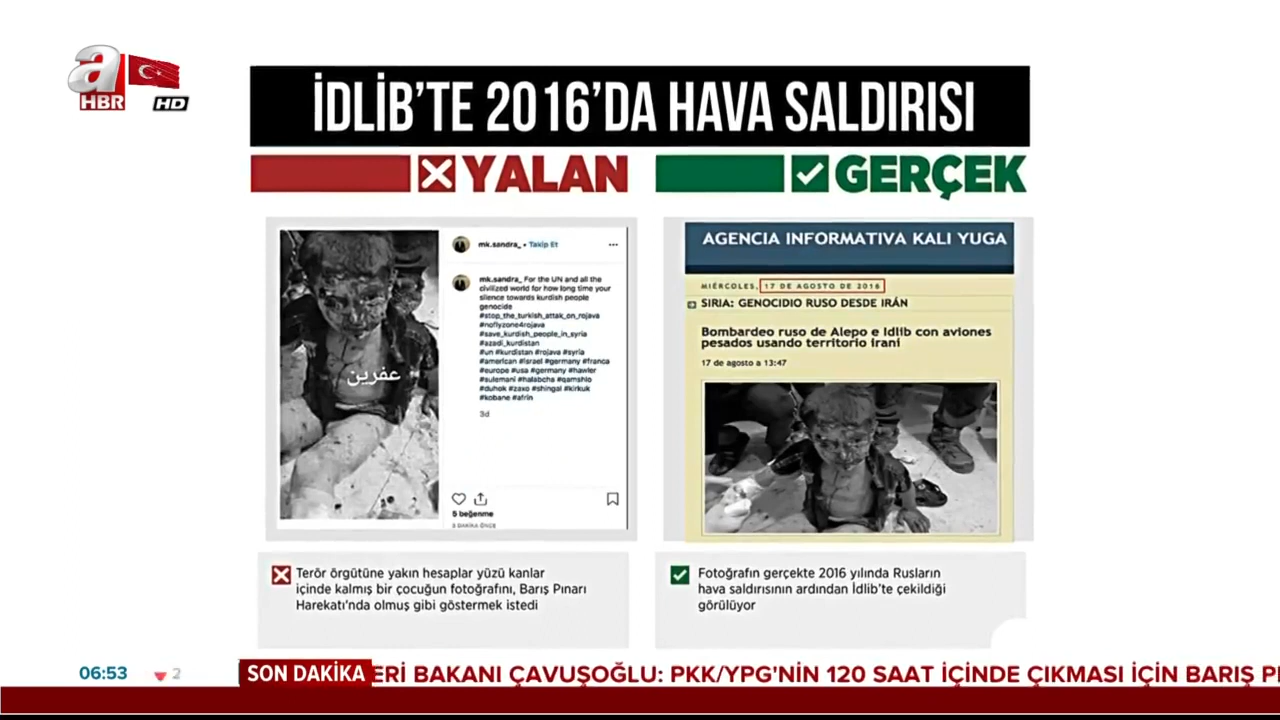 a
HBR
HD
İDLİB'TE 2016'DA HAVA SALDIRISI
YALAN
GERÇEK
mk.sandra_ • Takip Et
mk.sandra_ For the UN and all the
civilized world for how long time your
silence towards kurdish people
genocide
#stop_the_turkish_attak_on_rojava
#noflyzone4rojava
#save_kurdish_people_in_syria
#azadi_kurdistan
#un #kurdistan #rojava #syria
#american #israel #germany #franca
#europe #usa #germany #hawler
#sulemani #halabcha #qamshlo
#duhok #zaxo #shingal #kirkuk
#kobane #afrin
3d
عفرين
5 beğenme
AGENCIA INFORMATIVA KALI YUGA
MIÉRCOLES, 17 DE AGOSTO DE 2016
SIRIA: GENOCIDIO RUSO DESDE IRÁN
Bombardeo ruso de Alepo e Idlib con aviones
pesados usando territorio irani
17 de agosto a 13:47
Terör örgütüne yakın hesaplar yüzü kanlar
içinde kalmış bir çocuğun fotoğrafını, Barış Pınarı
Harekatı'nda olmuş gibi göstermek istedi
Fotoğrafın gerçekte 2016 yılında Rusların
hava saldırısının ardından İdlib'te çekildiği
görülüyor
06:53
2
SON DAKİKA
ERİ BAKANI ÇAVUŞOĞLU: PKK/YPG'NİN 120 SAAT İÇİNDE ÇIKMASI İÇİN BARIŞ